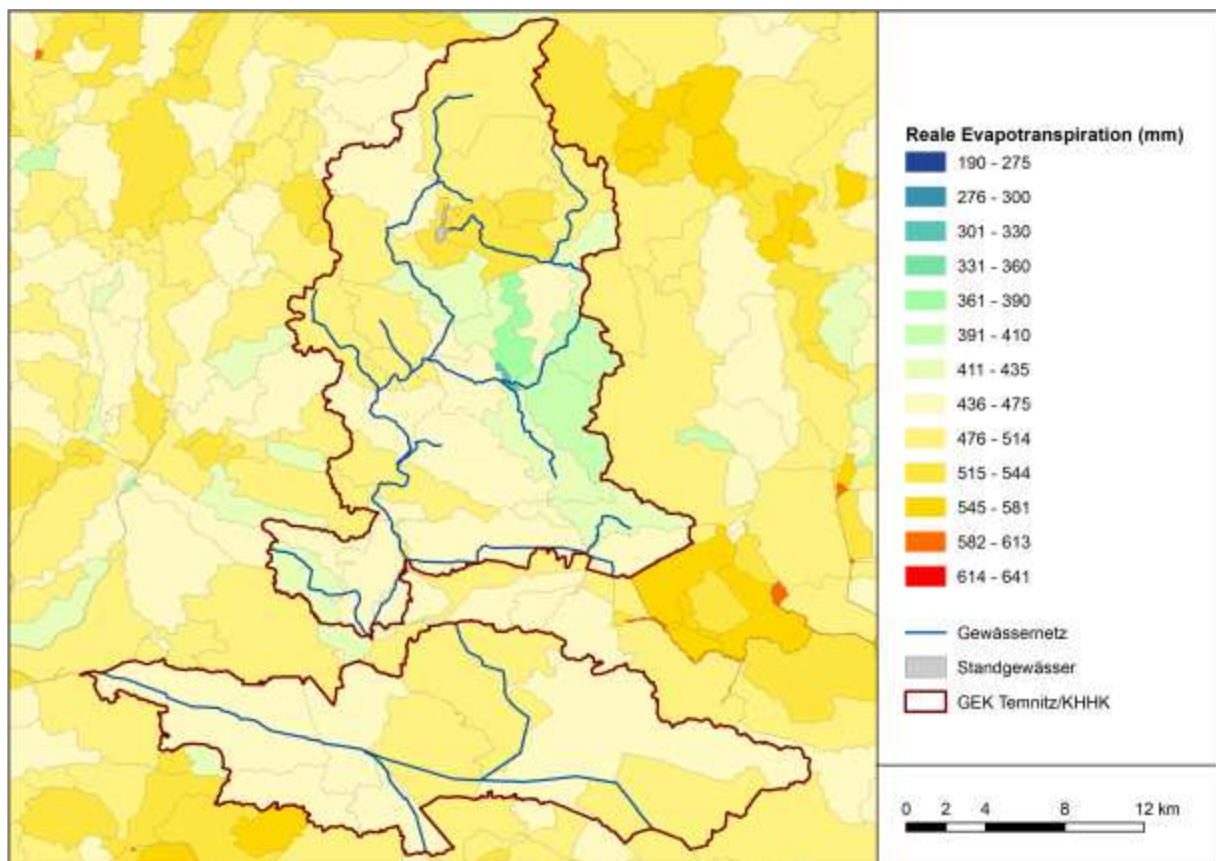 Reale Evapotranspiration (mm)
190 - 275
276 - 300
301 - 330
331 - 360
361 - 390
391 - 410
411 - 435
436 - 475
476 - 514
515 - 544
545 - 581
582 - 613
614 - 641
Gewässernetz
Standgewässer
GEK Temnitz/KHHK
0 2 4 8 12 km